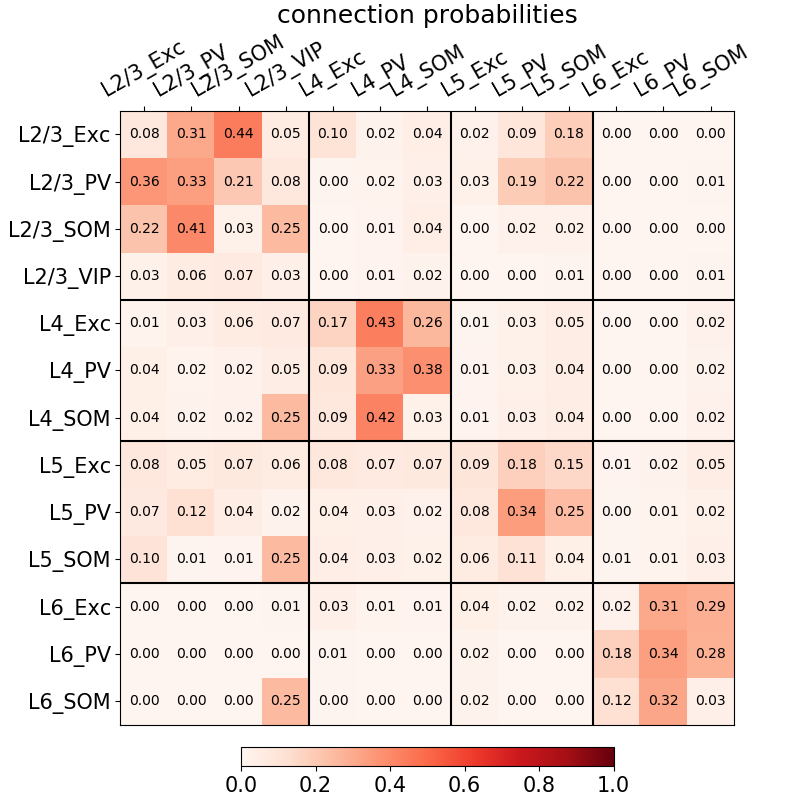 connection probabilities
L2/3_Exc L2/3_PV L2/3_SOM L2/3_VIP L4_Exc L4_PV L4_SOM L5_Exc L5_PV L5_SOM L6_Exc L6_PV L6_SOM
L2/3_Exc 0.08 0.31 0.44 0.05 0.10 0.02 0.04 0.02 0.09 0.18 0.00 0.00 0.00
L2/3_PV 0.36 0.33 0.21 0.08 0.00 0.02 0.03 0.03 0.19 0.22 0.00 0.00 0.01
L2/3_SOM 0.22 0.41 0.03 0.25 0.00 0.01 0.04 0.00 0.02 0.02 0.00 0.00 0.00
L2/3_VIP 0.03 0.06 0.07 0.03 0.00 0.01 0.02 0.00 0.00 0.01 0.00 0.00 0.01
L4_Exc 0.01 0.03 0.06 0.07 0.17 0.43 0.26 0.01 0.03 0.05 0.00 0.00 0.02
L4_PV 0.04 0.02 0.02 0.05 0.09 0.33 0.38 0.01 0.03 0.04 0.00 0.00 0.02
L4_SOM 0.04 0.02 0.02 0.25 0.09 0.42 0.03 0.01 0.03 0.04 0.00 0.00 0.02
L5_Exc 0.08 0.05 0.07 0.06 0.08 0.07 0.07 0.09 0.18 0.15 0.01 0.02 0.05
L5_PV 0.07 0.12 0.04 0.02 0.04 0.03 0.02 0.08 0.34 0.25 0.00 0.01 0.02
L5_SOM 0.10 0.01 0.01 0.25 0.04 0.03 0.02 0.06 0.11 0.04 0.01 0.01 0.03
L6_Exc 0.00 0.00 0.00 0.01 0.03 0.01 0.01 0.04 0.02 0.02 0.02 0.31 0.29
L6_PV 0.00 0.00 0.00 0.00 0.01 0.00 0.00 0.02 0.00 0.00 0.18 0.34 0.28
L6_SOM 0.00 0.00 0.00 0.25 0.00 0.00 0.00 0.02 0.00 0.00 0.12 0.32 0.03
0.0 0.2 0.4 0.6 0.8 1.0